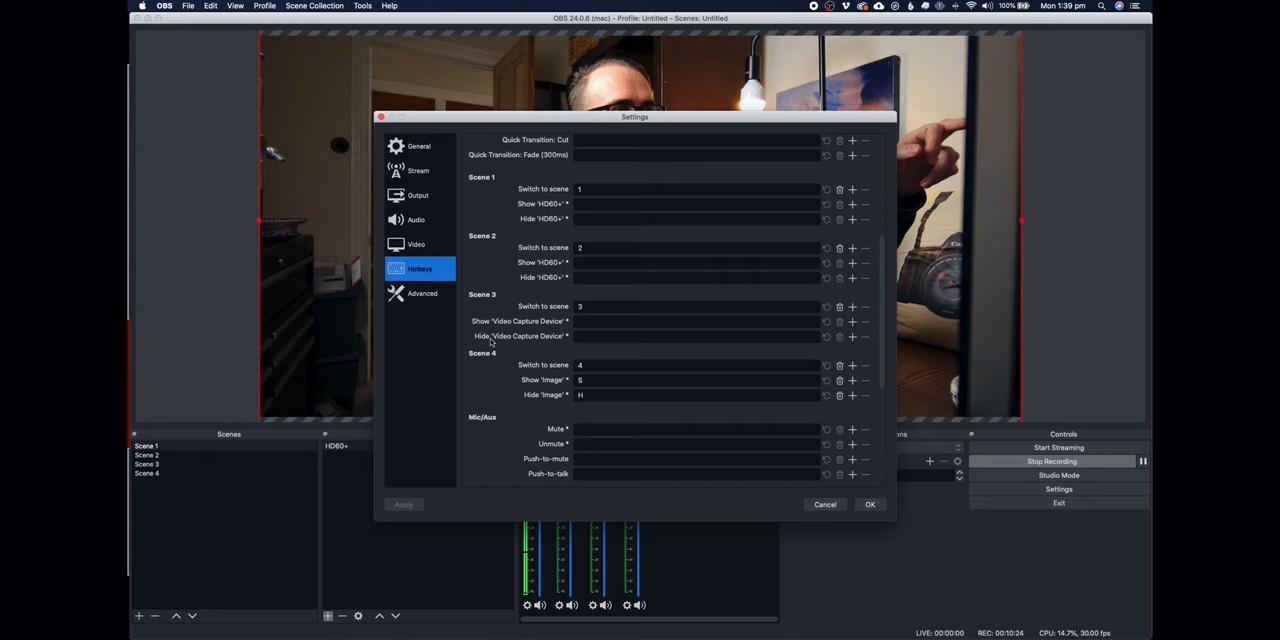 OBS File Edit View Profile Scene Collection Tools Help 100% Mon 1:39 pm
OBS 24.0.6 (mac) - Profile: Untitled - Scenes: Untitled
Settings
General
Stream
Output
Audio
Video
Hotkeys
Advanced
Quick Transition: Cut
Quick Transition: Fade (300ms)
Scene 1
Switch to scene 1
Show 'HD60+' *
Hide 'HD60+' *
Scene 2
Switch to scene 2
Show 'HD60+' *
Hide 'HD60+' *
Scene 3
Switch to scene 3
Show 'Video Capture Device' *
Hide 'Video Capture Device' *
Scene 4
Switch to scene 4
Show 'Image' * S
Hide 'Image' * H
Mic/Aux
Mute *
Unmute *
Push-to-mute
Push-to-talk
Apply
Cancel
OK
Scenes
Scene 1
Scene 2
Scene 3
Scene 4
HD60+
ons
Controls
Start Streaming
Stop Recording
Studio Mode
Settings
Exit
LIVE: 00:00:00 REC: 00:10:24 CPU: 14.7%, 30.00 fps